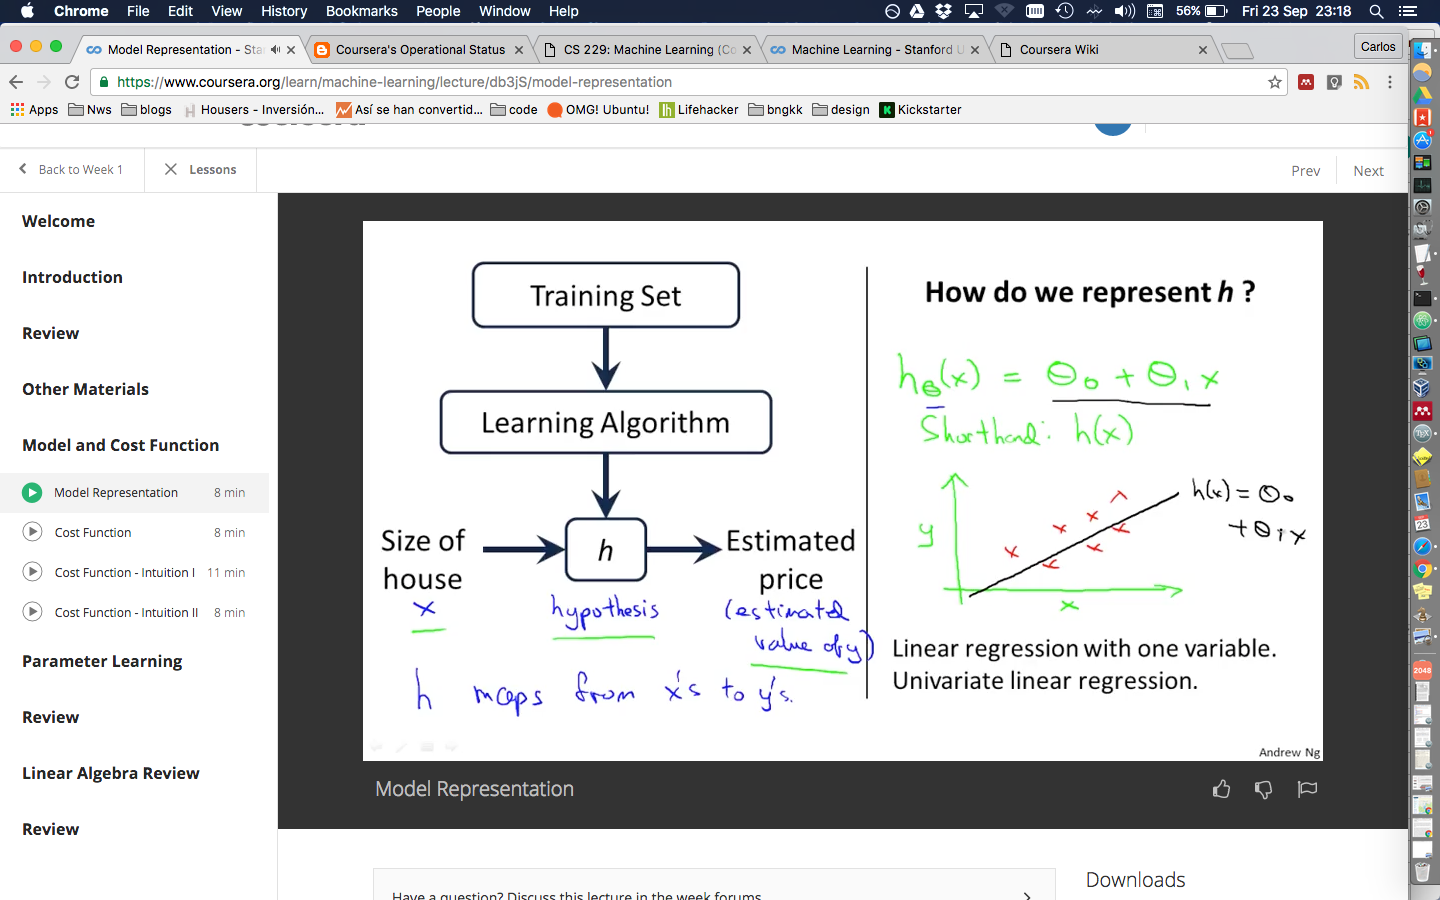 Chrome File Edit View History Bookmarks People Window Help
56% Fri 23 Sep 23:18
Model Representation - Sta
Coursera's Operational Status
CS 229: Machine Learning (Co
Machine Learning - Stanford U
Coursera Wiki
Carlos
https://www.coursera.org/learn/machine-learning/lecture/db3jS/model-representation
Apps Nws blogs Housers - Inversión... Así se han convertid... code OMG! Ubuntu! Lifehacker bngkk design Kickstarter
Back to Week 1
Lessons
Prev
Next
Welcome
Introduction
Review
Other Materials
Model and Cost Function
Model Representation 8 min
Cost Function 8 min
Cost Function - Intuition I 11 min
Cost Function - Intuition II 8 min
Parameter Learning
Review
Linear Algebra Review
Review
Training Set
Learning Algorithm
Size of
house
h
Estimated
price
x
hypothesis
(estimated
value of y)
h maps from x's to y's.
How do we represent h ?
hθ(x) = θ₀ + θ₁x
Shorthand: h(x)
y
x
h(x) = θ₀
+ θ₁x
Linear regression with one variable.
Univariate linear regression.
Andrew Ng
Model Representation
Have a question? Discuss this lecture in the week forums.
Downloads
23
2048